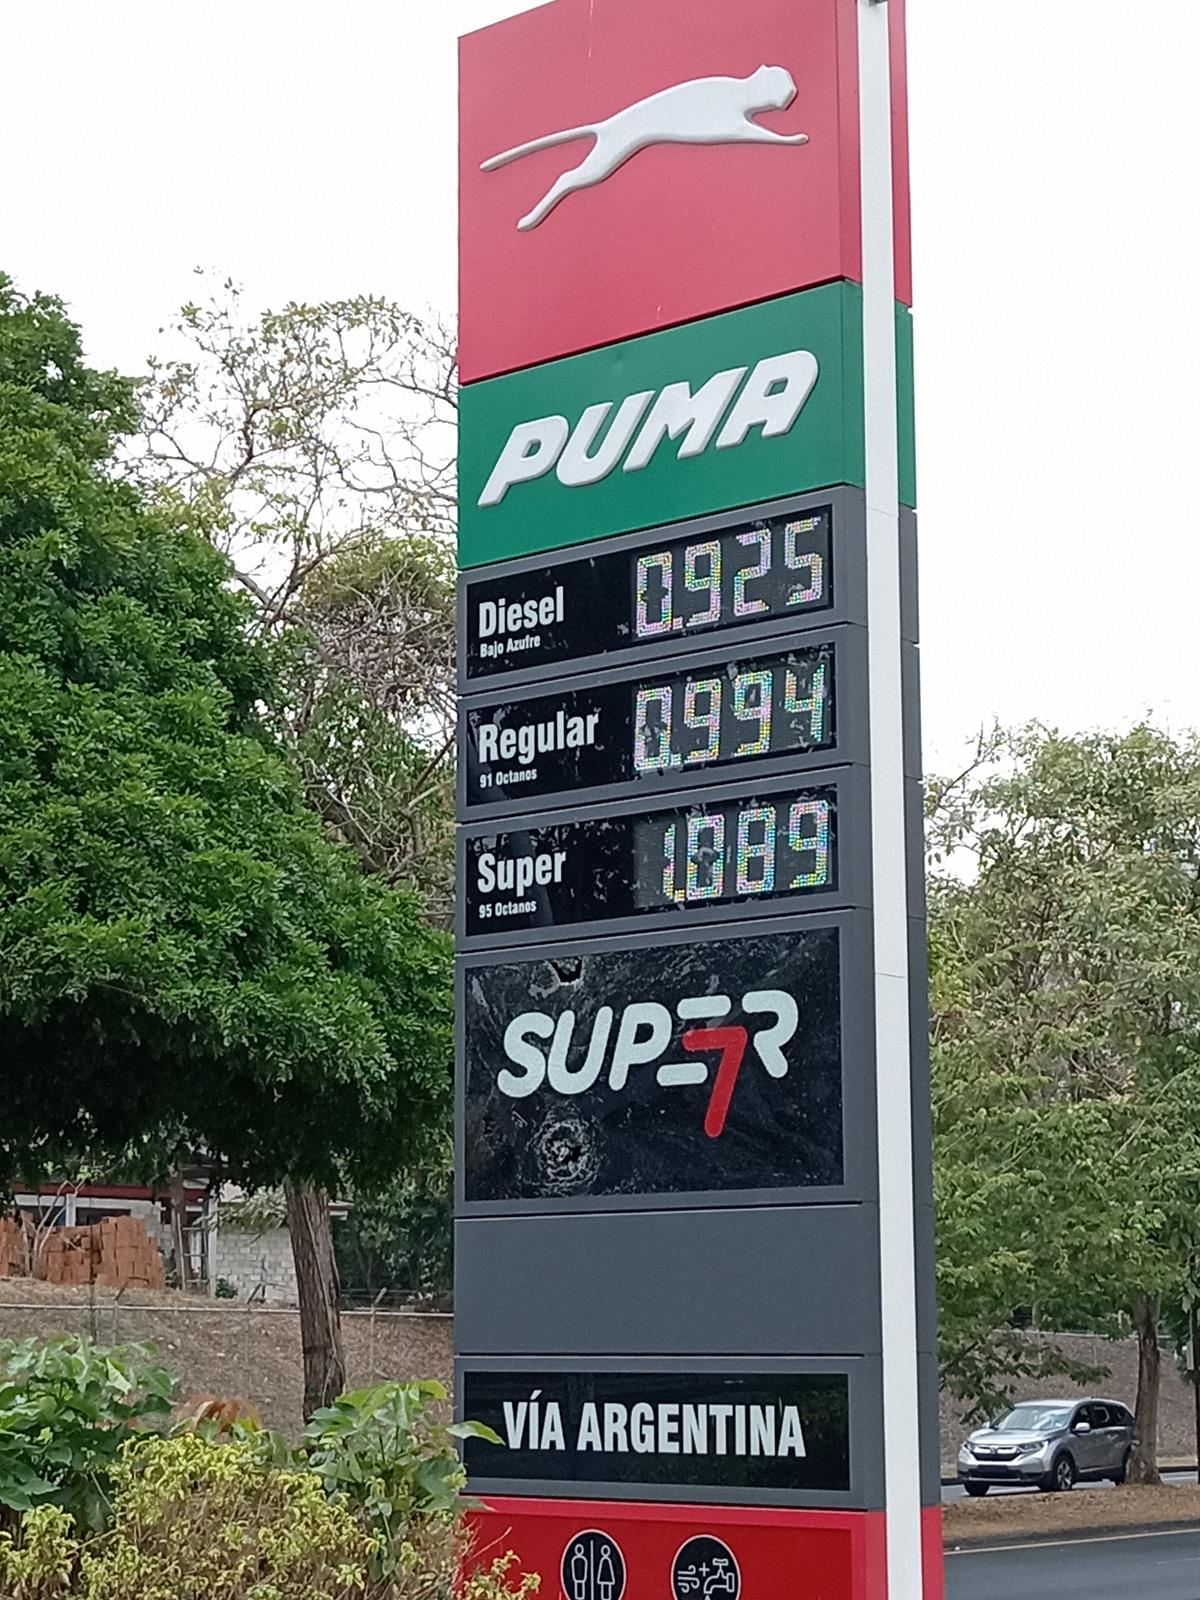 PUMA
Diesel 0.925
Bajo Azufre
Regular 0.994
91 Octanos
Super 1.089
95 Octanos
SUPER
7
VÍA ARGENTINA